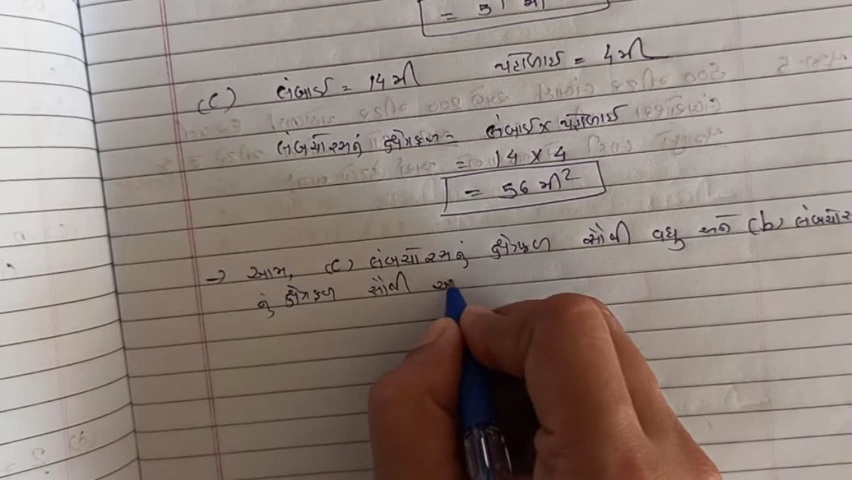 = 51 મી
(c) લંબાઈ = 14 મી પહોળાઈ = 4 મી
લંબચોરસનું ક્ષેત્રફળ = લંબાઈ x પહોળાઈ
= 14 x 4
= 56 મી²
→ આમ, (c) લંબચોરસનું ક્ષેત્રફળ સૌથી વધુ અને (b) લંબચોરસ
નું ક્ષેત્રફળ સૌથી